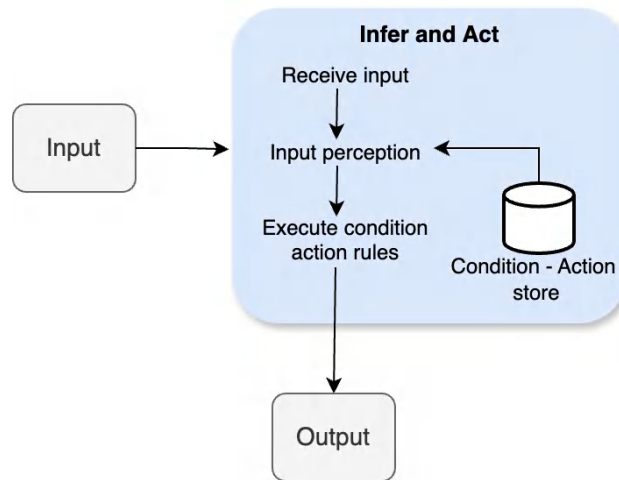 Infer and Act
Receive input
Input
Input perception
Execute condition
action rules
Condition - Action
store
Output